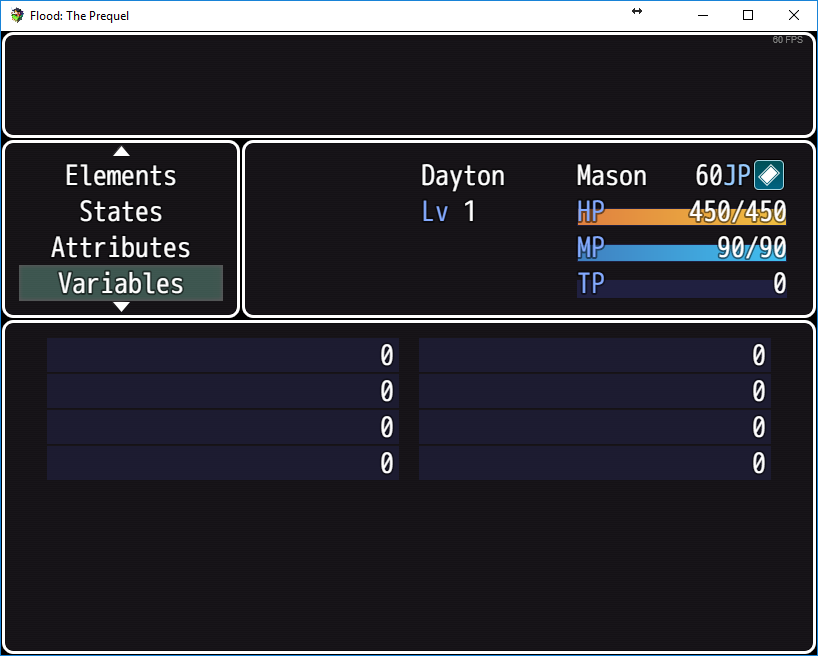 Flood: The Prequel
60 FPS
Elements
States
Attributes
Variables
Dayton Mason 60JP
Lv 1 HP 450/450
MP 90/90
TP 0
0 0
0 0
0 0
0 0